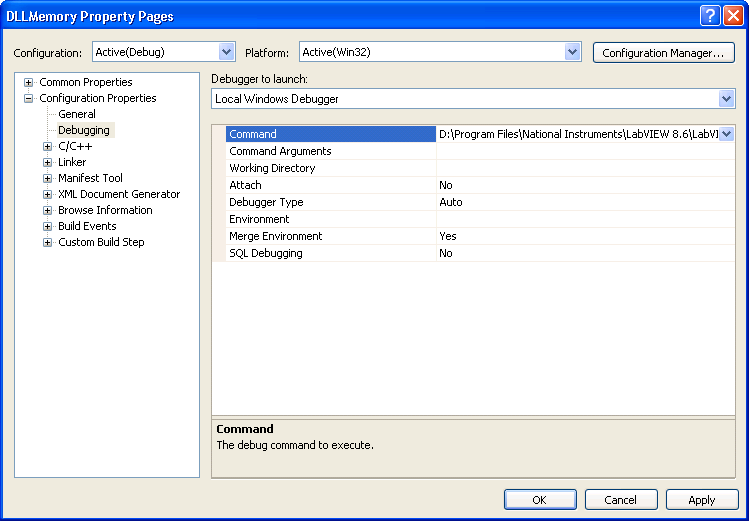 DLLMemory Property Pages
Configuration: Active(Debug) Platform: Active(Win32) Configuration Manager...
Common Properties
Configuration Properties
General
Debugging
C/C++
Linker
Manifest Tool
XML Document Generator
Browse Information
Build Events
Custom Build Step
Debugger to launch:
Local Windows Debugger
Command D:\Program Files\National Instruments\LabVIEW 8.6\LabVI
Command Arguments
Working Directory
Attach No
Debugger Type Auto
Environment
Merge Environment Yes
SQL Debugging No
Command
The debug command to execute.
OK Cancel Apply